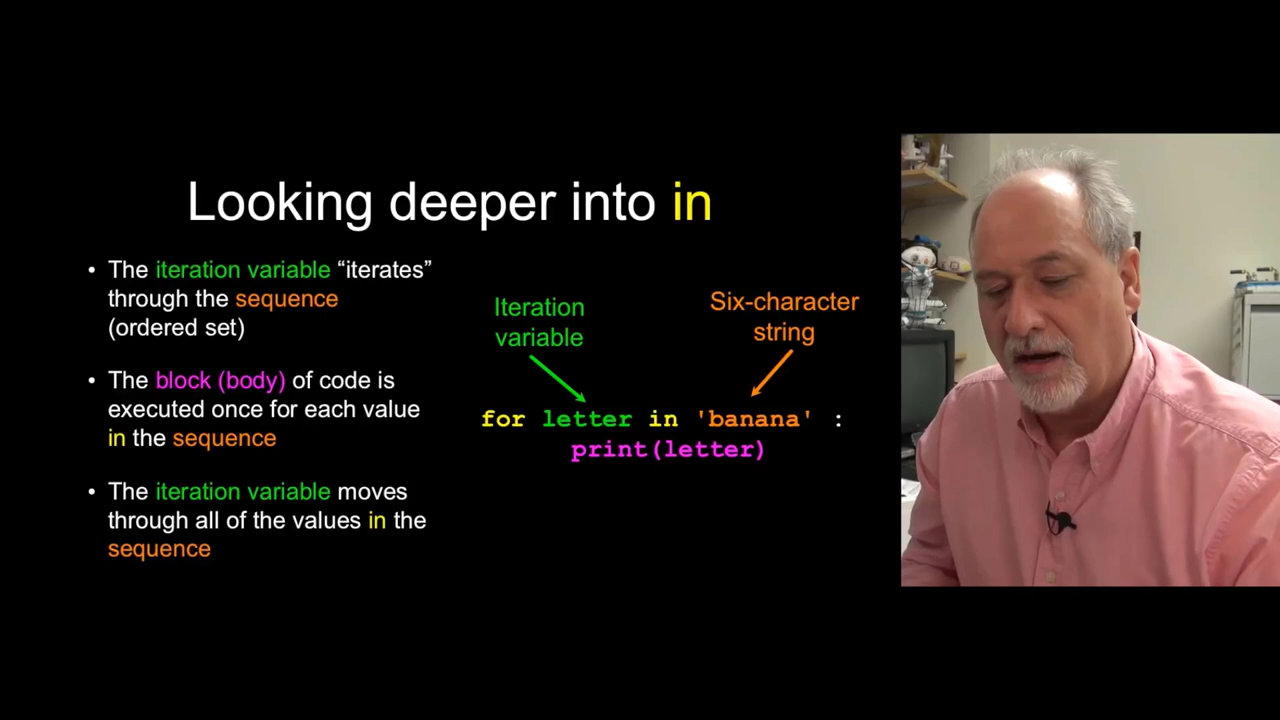 Looking deeper into in
• The iteration variable “iterates”
through the sequence
(ordered set)
• The block (body) of code is
executed once for each value
in the sequence
• The iteration variable moves
through all of the values in the
sequence
Iteration
variable
Six-character
string
for letter in 'banana' :
print(letter)